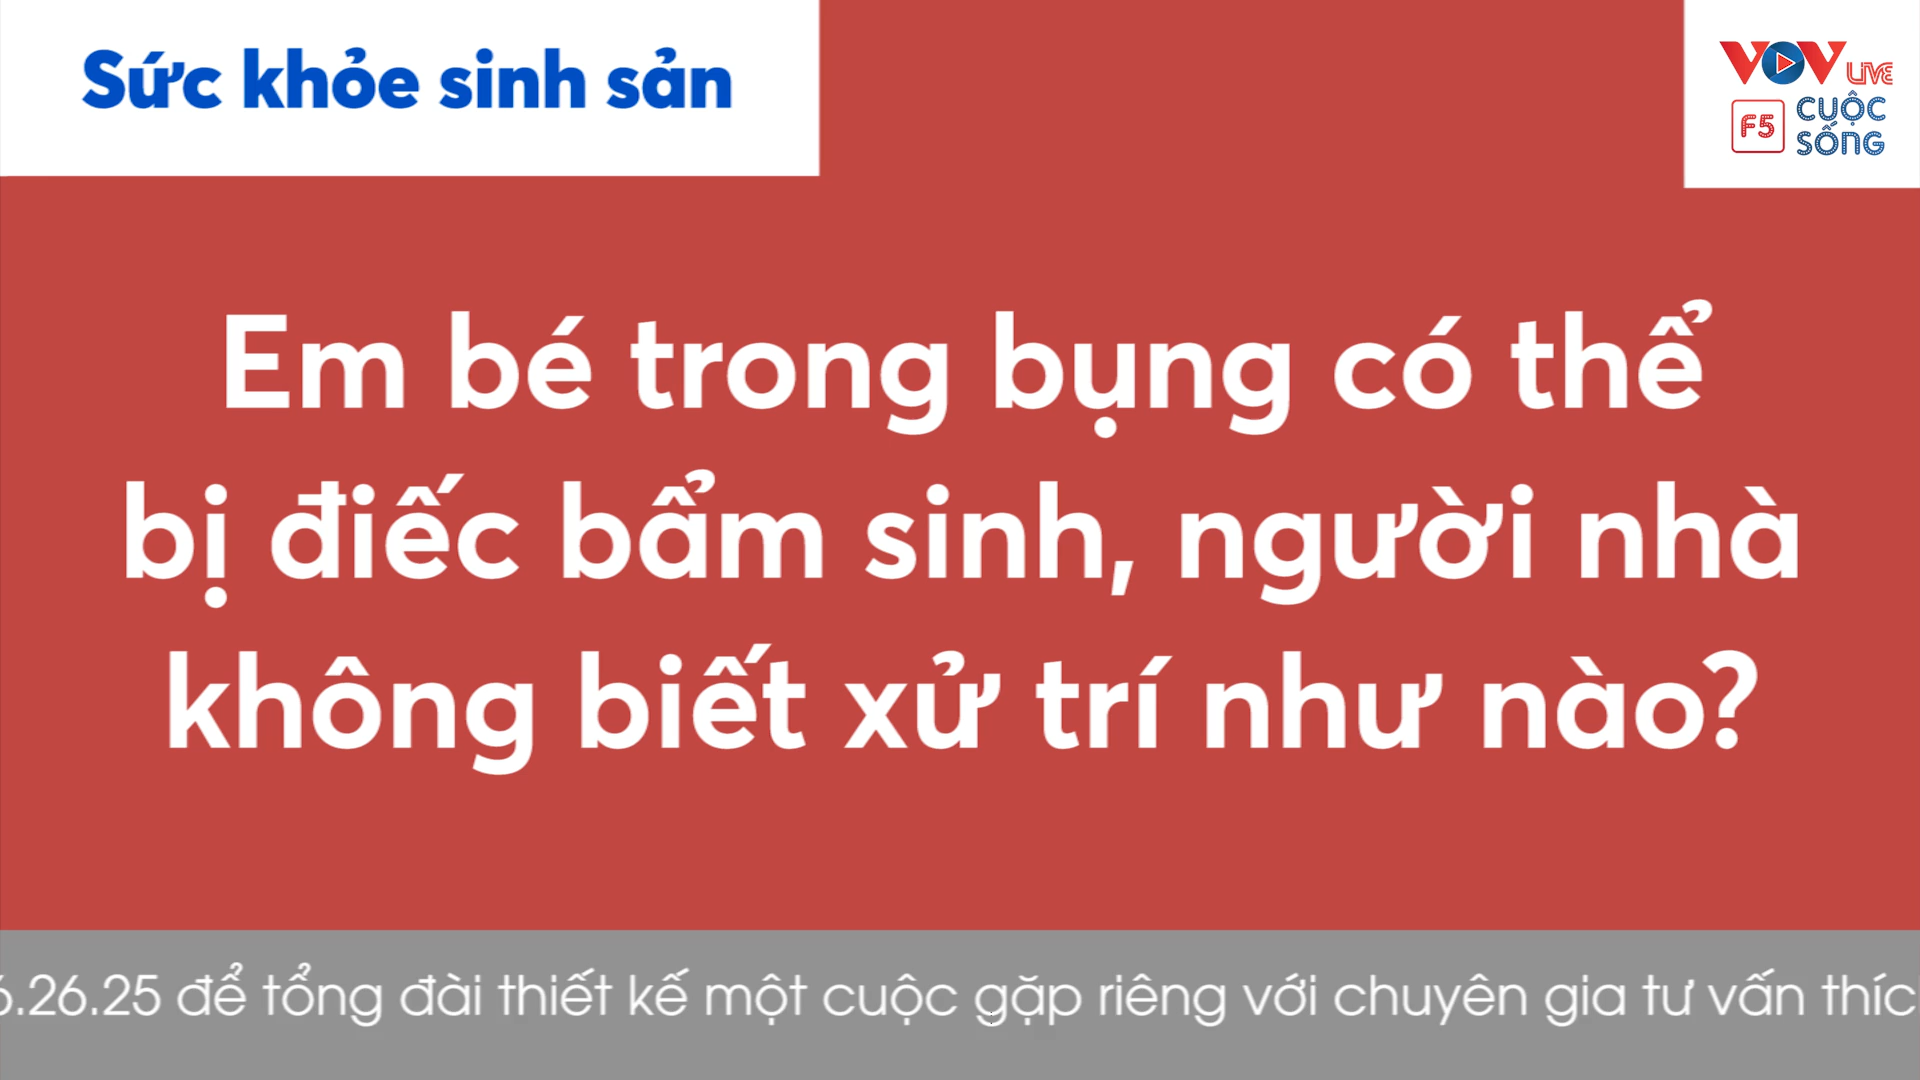 Sức khỏe sinh sản
VOV LIVE
F5 CUỘC
SỐNG
Em bé trong bụng có thể
bị điếc bẩm sinh, người nhà
không biết xử trí như nào?
.26.25 để tổng đài thiết kế một cuộc gặp riêng với chuyên gia tư vấn